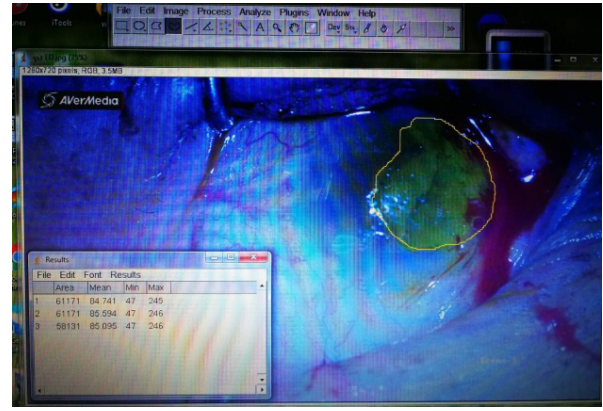 iTools
File Edit Image Process Analyze Plugins Window Help
Dev Stk
>>
1280x720 pixels; RGB; 3.5MB
AVerMedia
Results
File Edit Font Results
Area Mean Min Max
1 61171 84.741 47 245
2 61171 85.594 47 246
3 58131 85.095 47 246